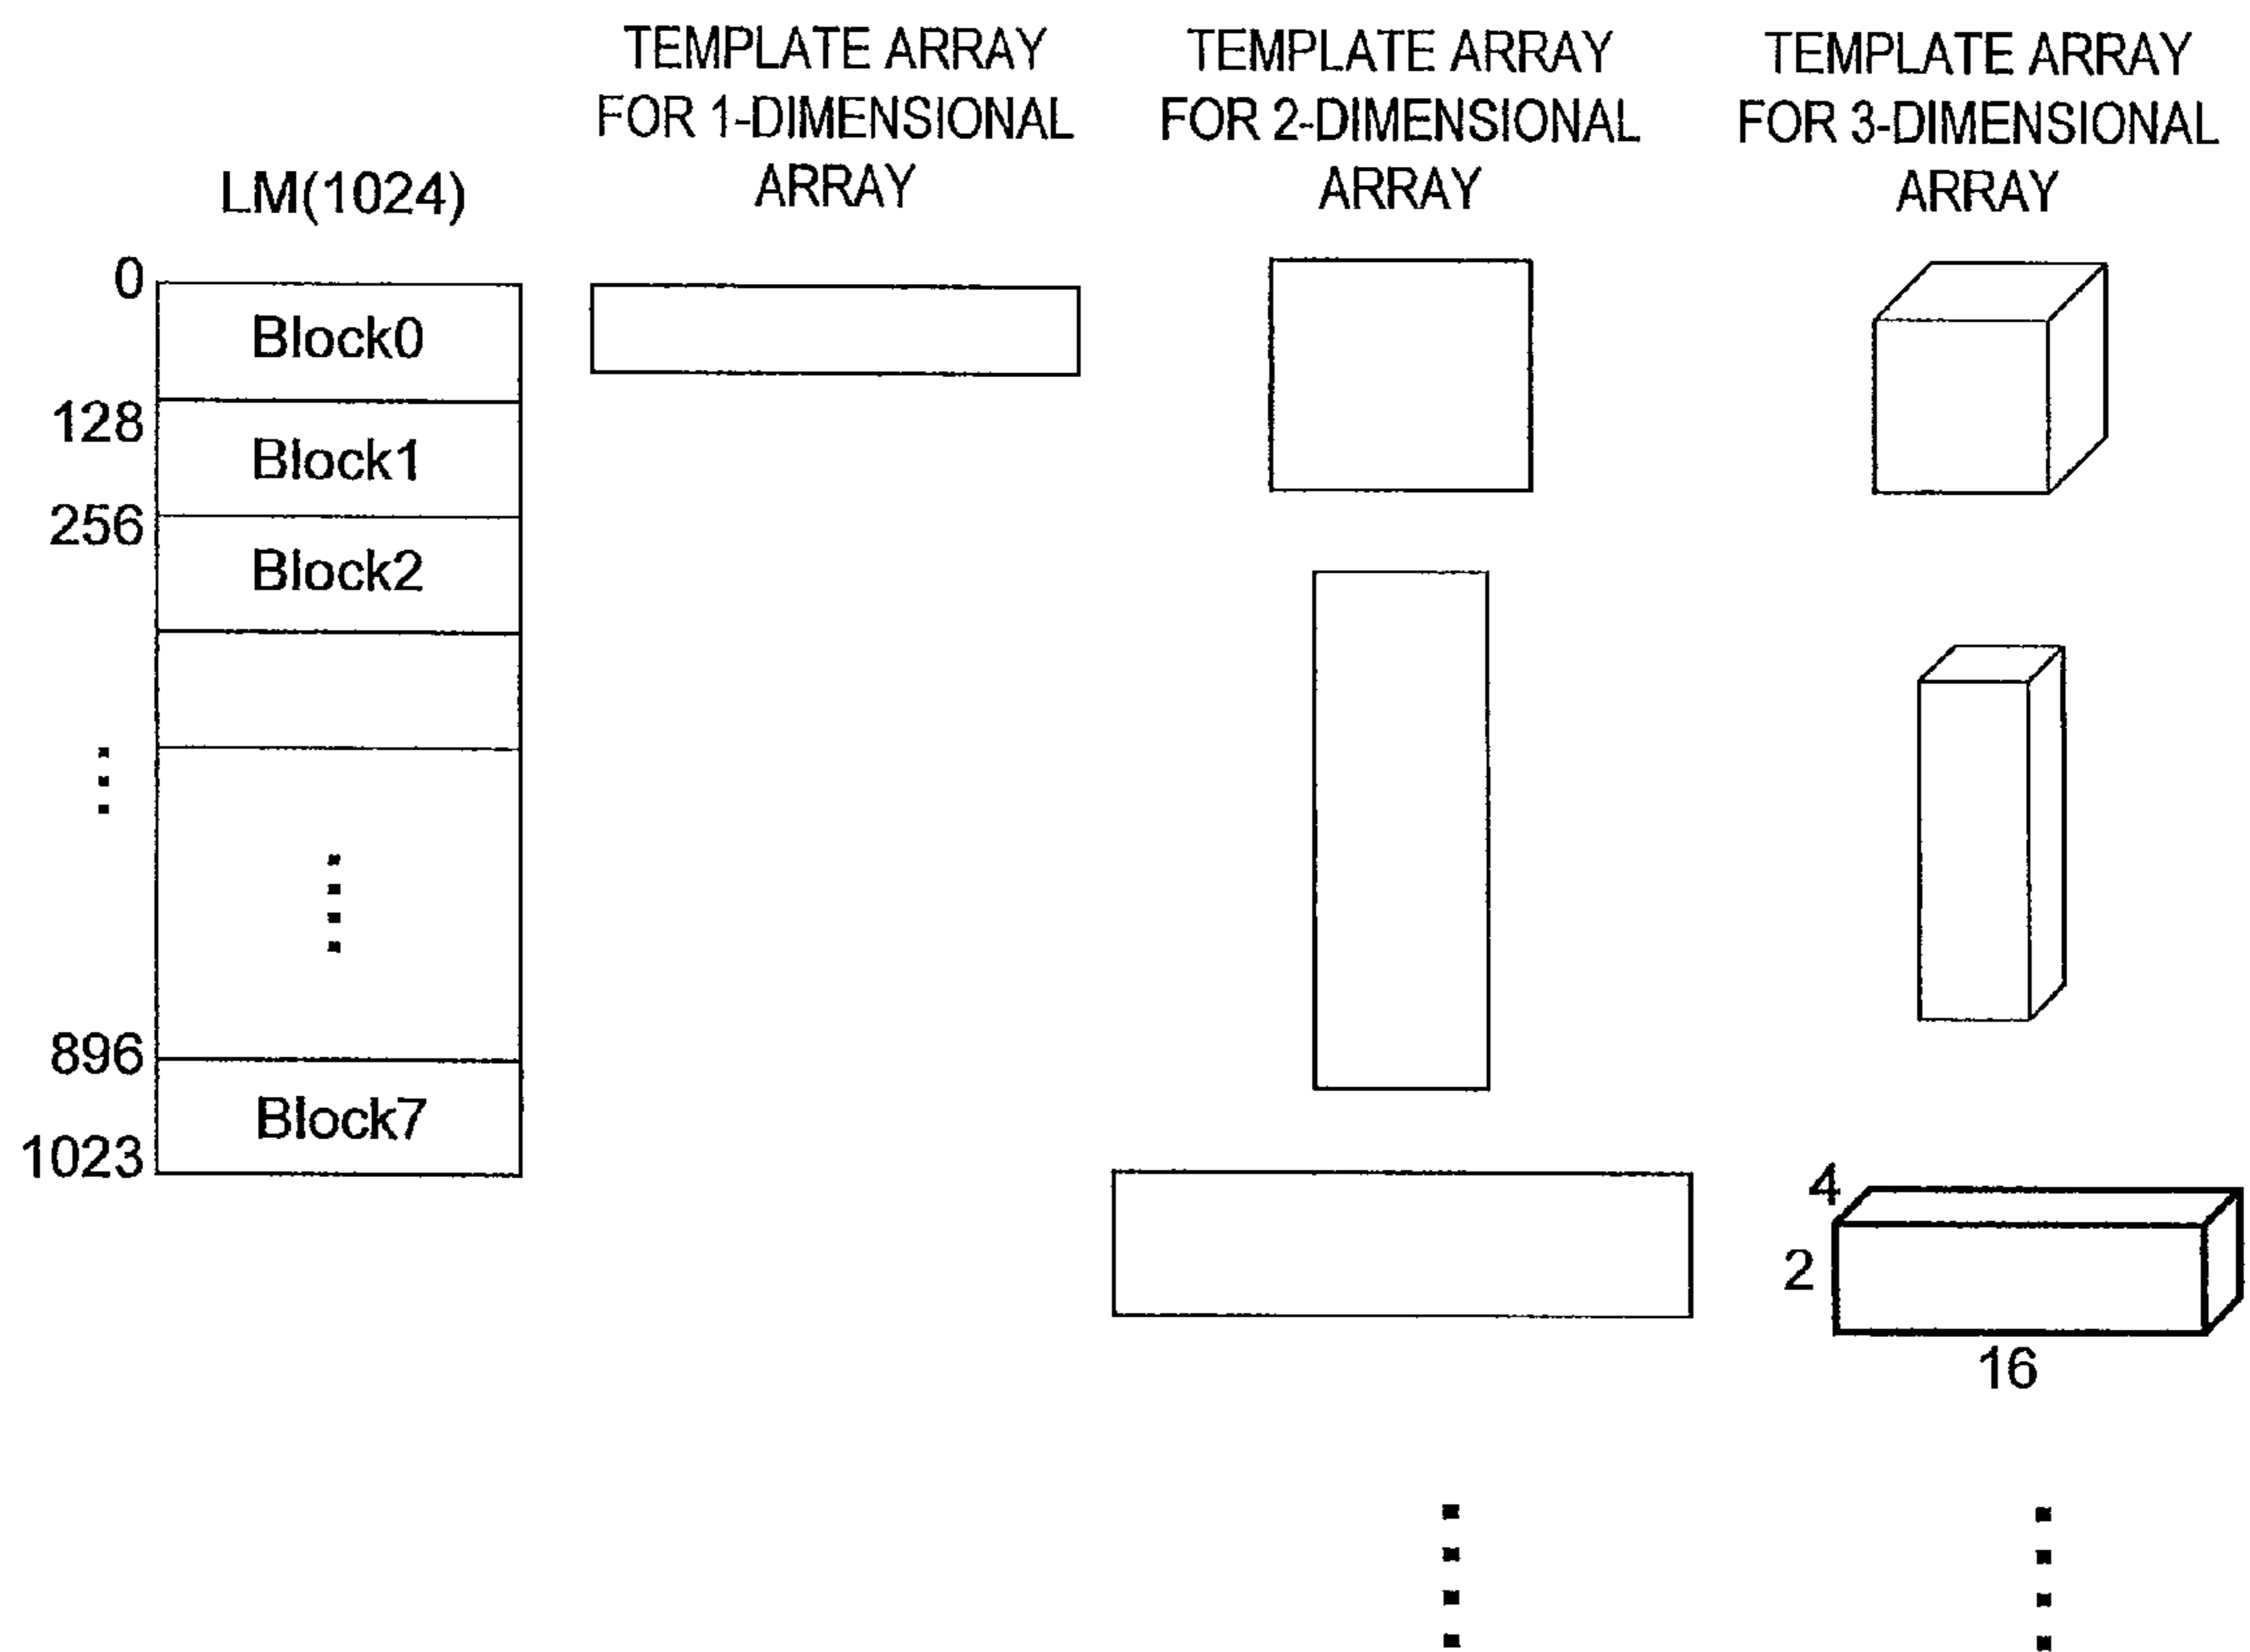 TEMPLATE ARRAY
FOR 1-DIMENSIONAL
ARRAY
TEMPLATE ARRAY
FOR 2-DIMENSIONAL
ARRAY
TEMPLATE ARRAY
FOR 3-DIMENSIONAL
ARRAY
LM(1024)
0
Block0
128
Block1
256
Block2
896
Block7
1023
4
2
16